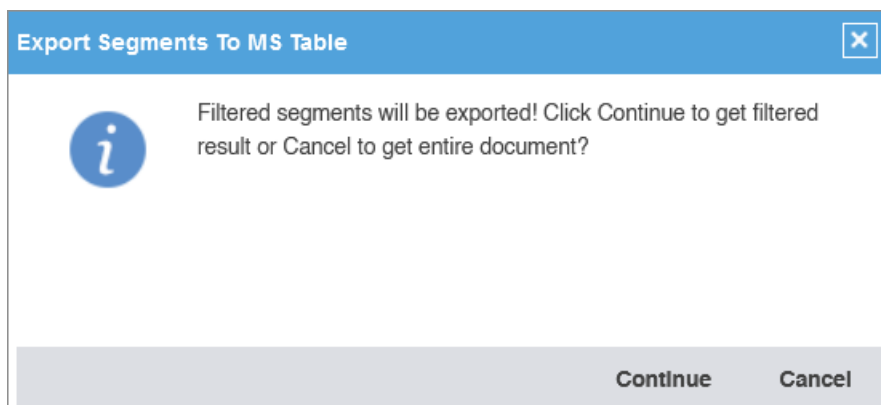 Export Segments To MS Table
Filtered segments will be exported! Click Continue to get filtered
result or Cancel to get entire document?
Continue Cancel